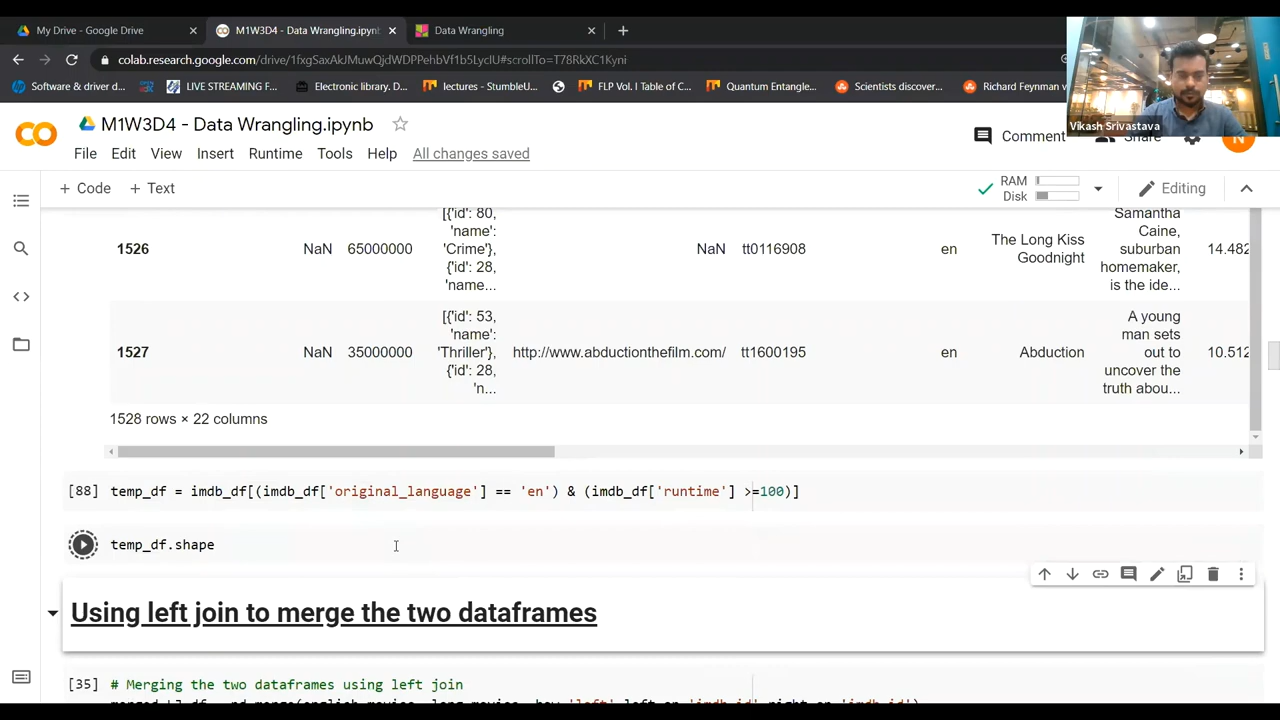 My Drive - Google Drive
M1W3D4 - Data Wrangling.ipynb
Data Wrangling
colab.research.google.com/drive/1fxgSaxAkJMuwQjdWDPPehbVf1b5LycIU#scrollTo=T78RkXC1Kyni
Software & driver d...
LIVE STREAMING F...
Electronic library. D...
lectures - StumbleU...
FLP Vol. I Table of C...
Quantum Entangle...
Scientists discover...
Richard Feynman v
Vikash Srivastava
M1W3D4 - Data Wrangling.ipynb
Comment
Share
N
File Edit View Insert Runtime Tools Help All changes saved
+ Code + Text
RAM
Disk
Editing
1526
NaN
65000000
[{'id': 80,
'name':
'Crime'},
{'id': 28,
'name...
NaN
tt0116908
en
The Long Kiss
Goodnight
Samantha
Caine,
suburban
homemaker,
is the ide...
14.482
1527
NaN
35000000
[{'id': 53,
'name':
'Thriller'},
{'id': 28,
'n...
http://www.abductionthefilm.com/
tt1600195
en
Abduction
A young
man sets
out to
uncover the
truth abou...
10.512
1528 rows × 22 columns
[88] temp_df = imdb_df[(imdb_df['original_language'] == 'en') & (imdb_df['runtime'] >=100)]
temp_df.shape
Using left join to merge the two dataframes
[35] # Merging the two dataframes using left join